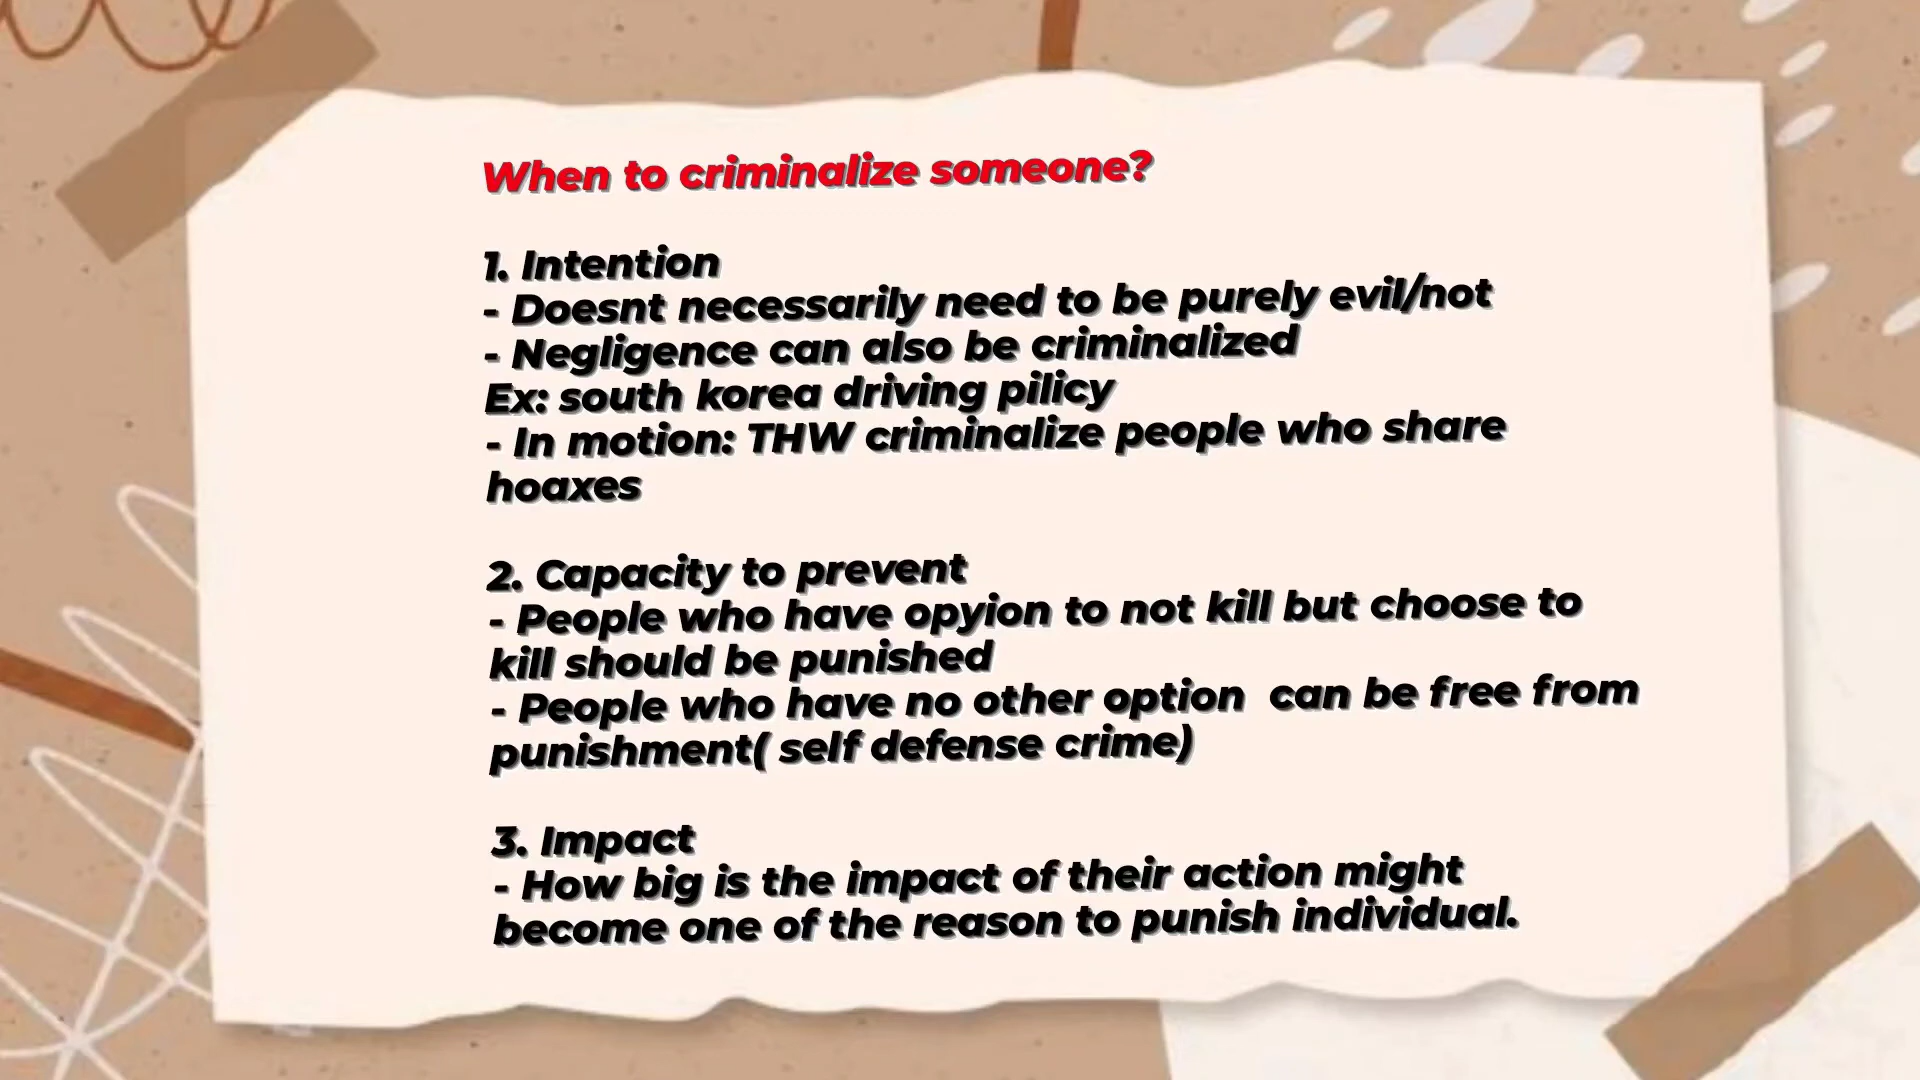 When to criminalize someone?
1. Intention
- Doesnt necessarily need to be purely evil/not
- Negligence can also be criminalized
Ex: south korea driving pilicy
- In motion: THW criminalize people who share
hoaxes
2. Capacity to prevent
- People who have opyion to not kill but choose to
kill should be punished
- People who have no other option  can be free from
punishment( self defense crime)
3. Impact
- How big is the impact of their action might
become one of the reason to punish individual.